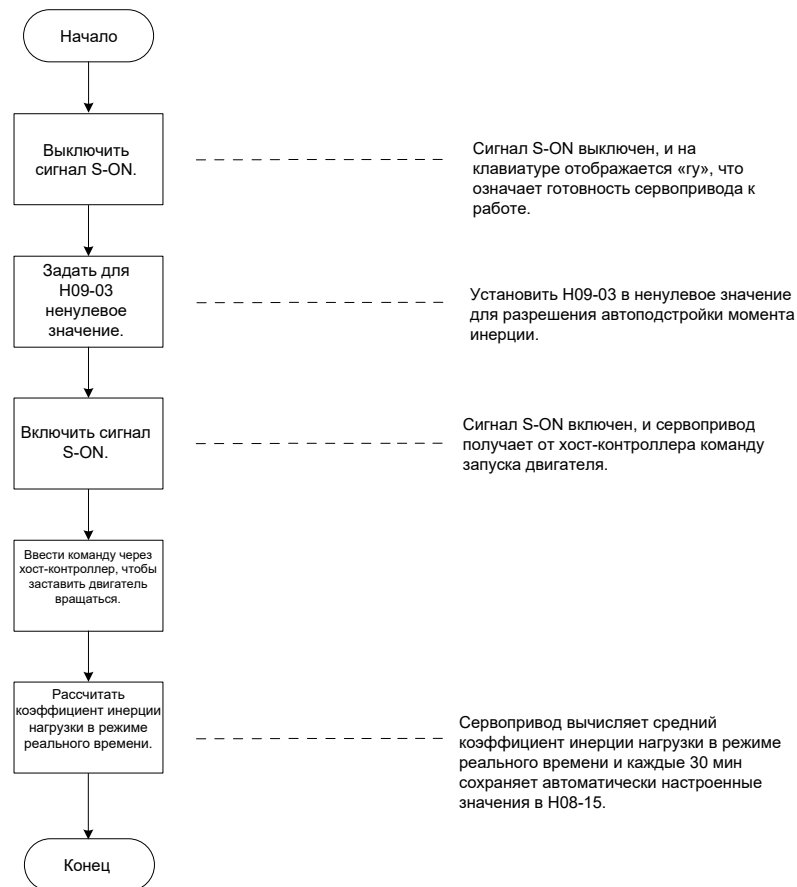 Начало
Выключить
сигнал S-ON.
Сигнал S-ON выключен, и на
клавиатуре отображается «ry», что
означает готовность сервопривода к
работе.
Задать для
H09-03
ненулевое
значение.
Установить H09-03 в ненулевое значение
для разрешения автоподстройки момента
инерции.
Включить сигнал
S-ON.
Сигнал S-ON включен, и сервопривод
получает от хост-контроллера команду
запуска двигателя.
Ввести команду через
хост-контроллер, чтобы
заставить двигатель
вращаться.
Рассчитать
коэффициент инерции
нагрузки в режиме
реального времени.
Сервопривод вычисляет средний
коэффициент инерции нагрузки в режиме
реального времени и каждые 30 мин
сохраняет автоматически настроенные
значения в H08-15.
Конец